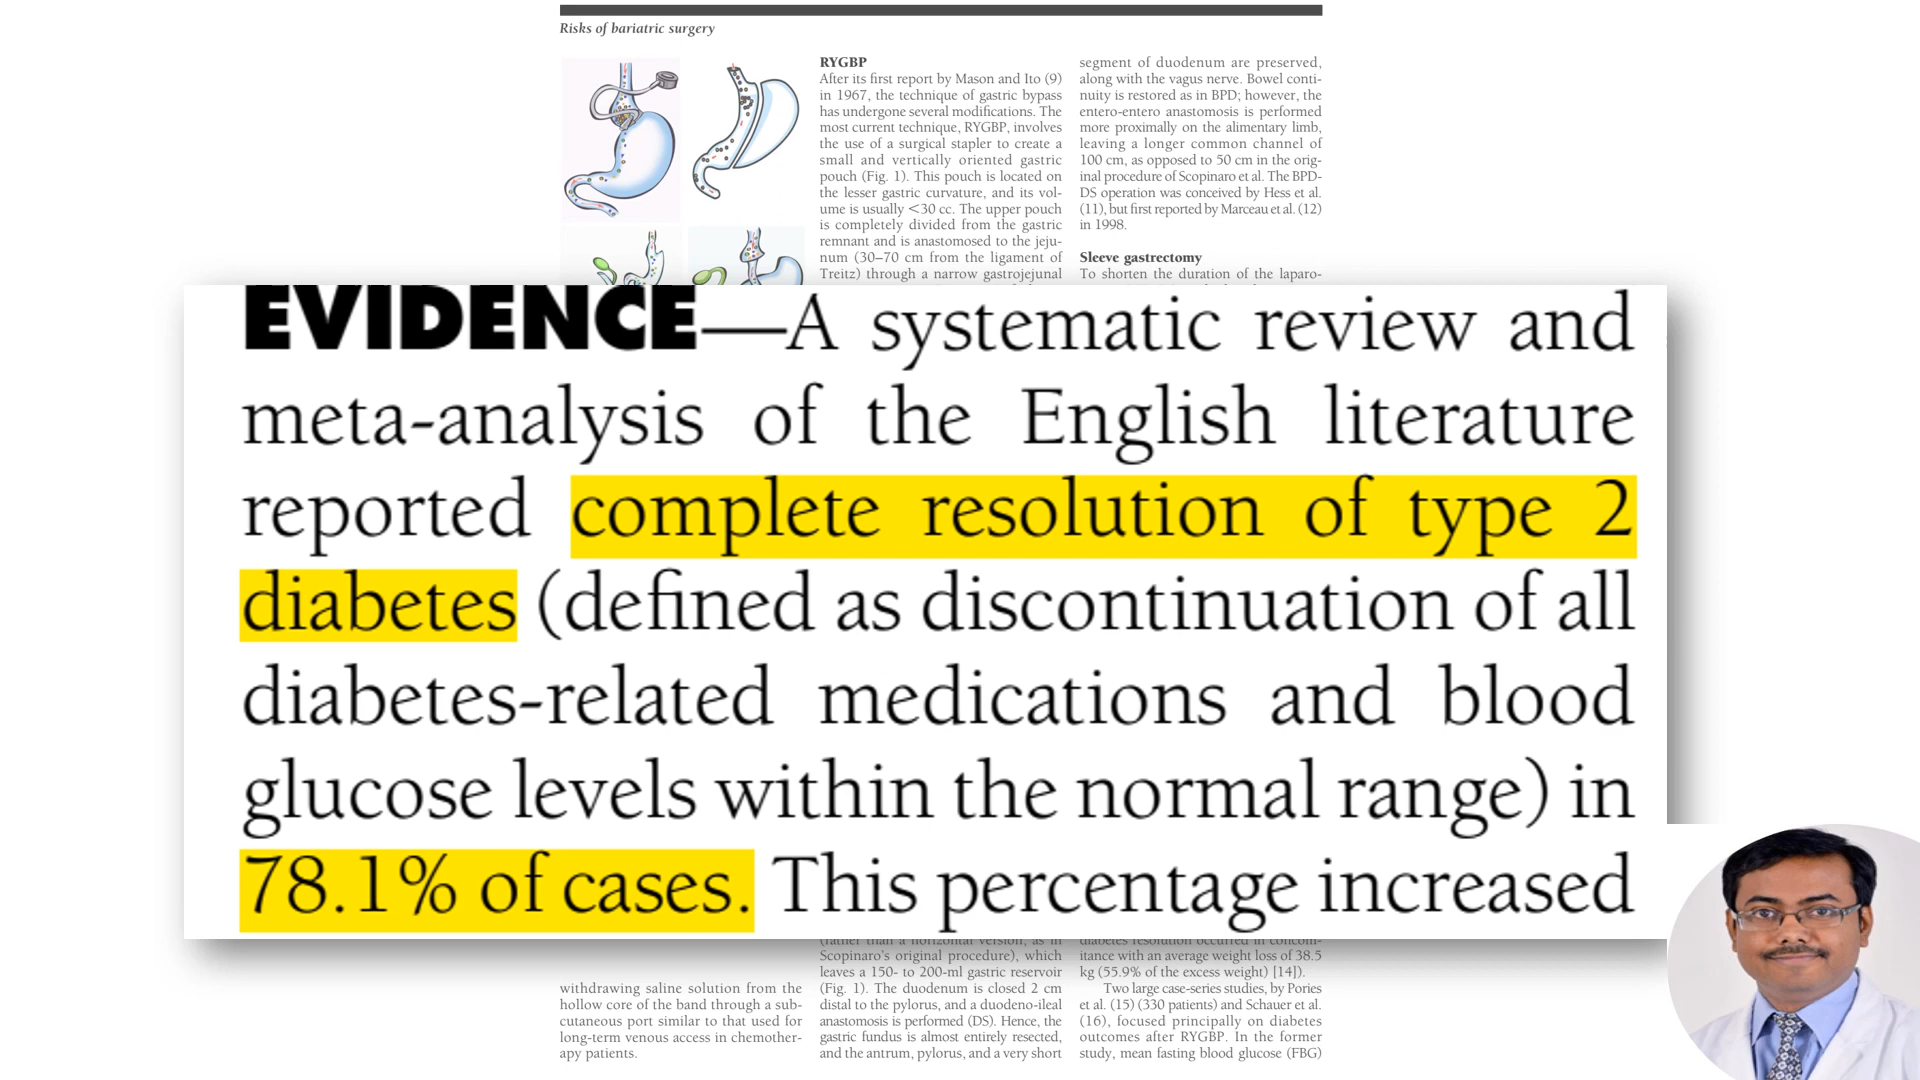 Risks of bariatric surgery
RYGBP
After its first report by Mason and Ito (9)
in 1967, the technique of gastric bypass
has undergone several modifications. The
most current technique, RYGBP, involves
the use of a surgical stapler to create a
small and vertically oriented gastric
pouch (Fig. 1). This pouch is located on
the lesser gastric curvature, and its vol-
ume is usually <30 cc. The upper pouch
is completely divided from the gastric
remnant and is anastomosed to the jeju-
num (30–70 cm from the ligament of
Treitz) through a narrow gastrojejunal
segment of duodenum are preserved,
along with the vagus nerve. Bowel conti-
nuity is restored as in BPD; however, the
entero-entero anastomosis is performed
more proximally on the alimentary limb,
leaving a longer common channel of
100 cm, as opposed to 50 cm in the orig-
inal procedure of Scopinaro et al. The BPD-
DS operation was conceived by Hess et al.
(11), but first reported by Marceau et al. (12)
in 1998.
Sleeve gastrectomy
To shorten the duration of the laparo-
EVIDENCE—A systematic review and
meta-analysis of the English literature
reported complete resolution of type 2
diabetes (defined as discontinuation of all
diabetes-related medications and blood
glucose levels within the normal range) in
78.1% of cases. This percentage increased
withdrawing saline solution from the
hollow core of the band through a sub-
cutaneous port similar to that used for
long-term venous access in chemother-
apy patients.
(rather than a horizontal version, as in
Scopinaro's original procedure), which
leaves a 150- to 200-ml gastric reservoir
(Fig. 1). The duodenum is closed 2 cm
distal to the pylorus, and a duodeno-ileal
anastomosis is performed (DS). Hence, the
gastric fundus is almost entirely resected,
and the antrum, pylorus, and a very short
diabetes resolution occurred in concom-
itance with an average weight loss of 38.5
kg (55.9% of the excess weight) [14]).
Two large case-series studies, by Pories
et al. (15) (330 patients) and Schauer et al.
(16), focused principally on diabetes
outcomes after RYGBP. In the former
study, mean fasting blood glucose (FBG)